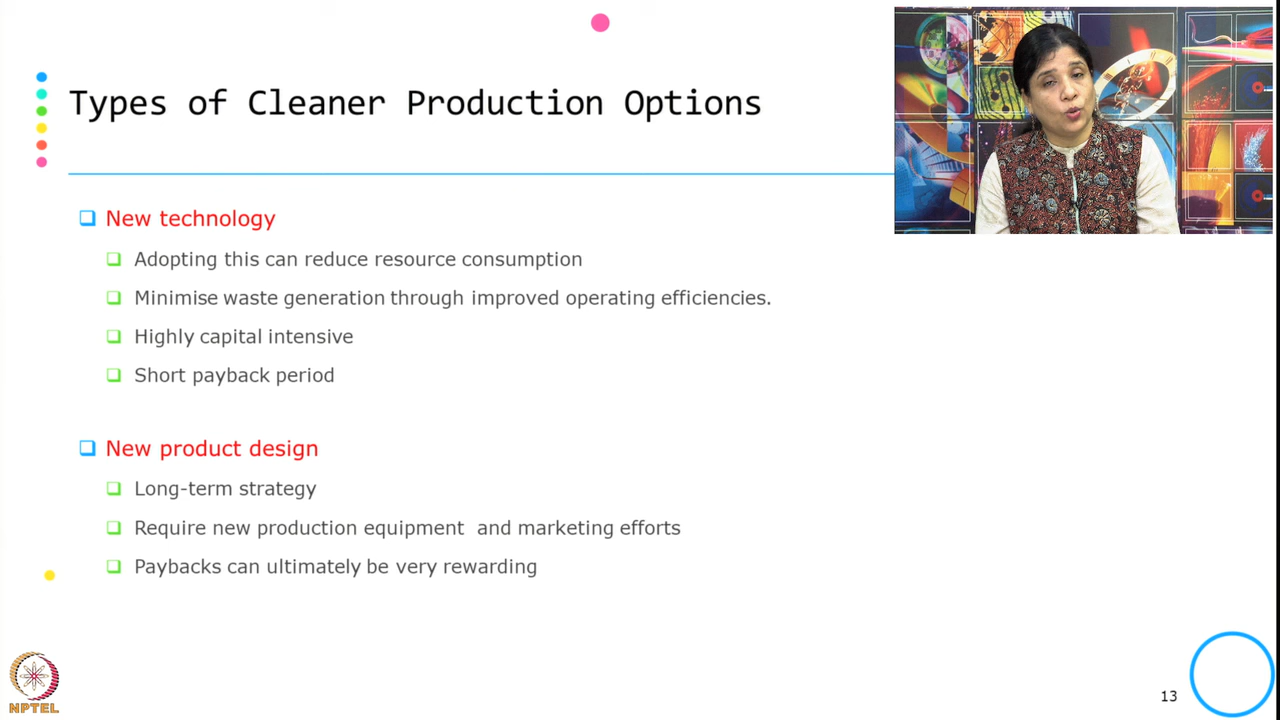 Types of Cleaner Production Options
New technology
Adopting this can reduce resource consumption
Minimise waste generation through improved operating efficiencies.
Highly capital intensive
Short payback period
New product design
Long-term strategy
Require new production equipment and marketing efforts
Paybacks can ultimately be very rewarding
NPTEL
13